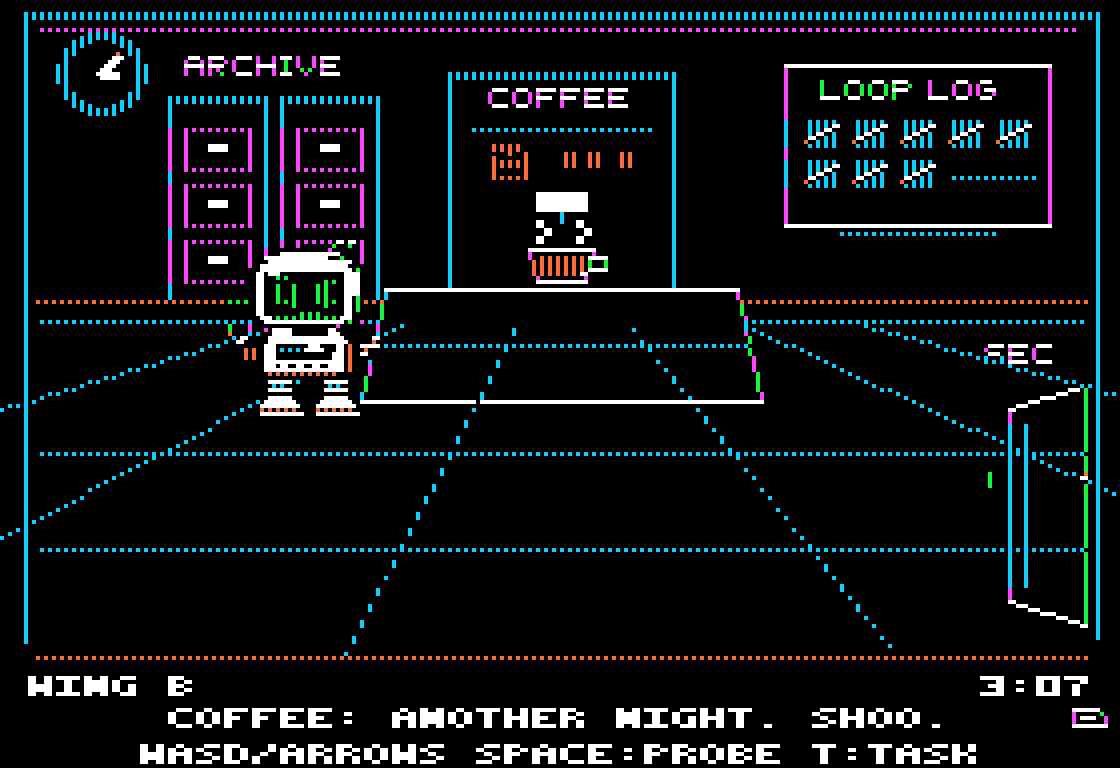 ARCHIVE
COFFEE
LOOP LOG
SEC
WING B 3:07
COFFEE: ANOTHER NIGHT. SHOO.
WASD/ARROWS SPACE:PROBE T:TASK